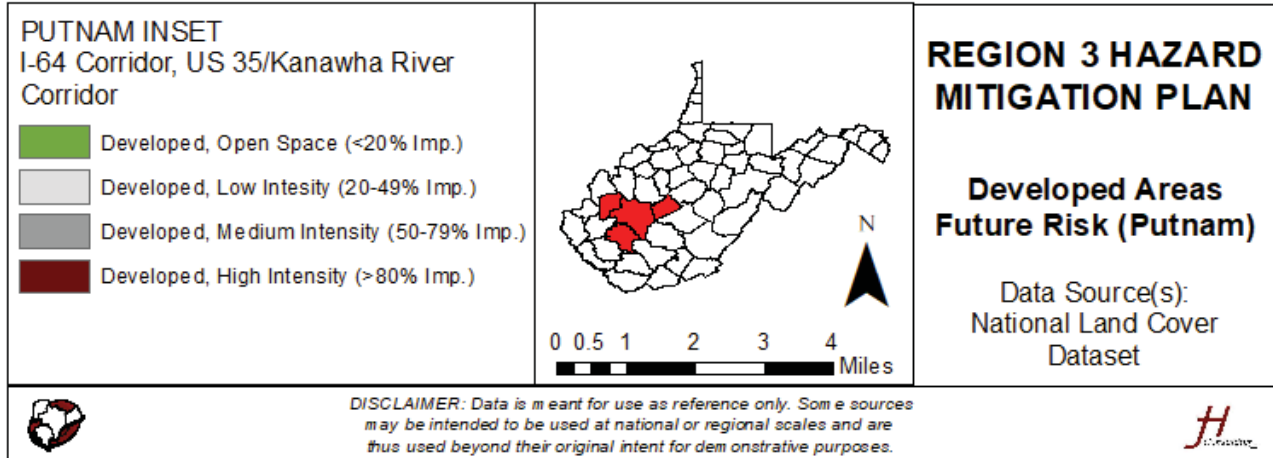 PUTNAM INSET
I-64 Corridor, US 35/Kanawha River
Corridor
Developed, Open Space (<20% Imp.)
Developed, Low Intesity (20-49% Imp.)
Developed, Medium Intensity (50-79% Imp.)
Developed, High Intensity (>80% Imp.)
N
0 0.5 1 2 3 4
Miles
REGION 3 HAZARD
MITIGATION PLAN
Developed Areas
Future Risk (Putnam)
Data Source(s):
National Land Cover
Dataset
DISCLAIMER: Data is meant for use as reference only. Some sources
may be intended to be used at national or regional scales and are
thus used beyond their original intent for demonstrative purposes.